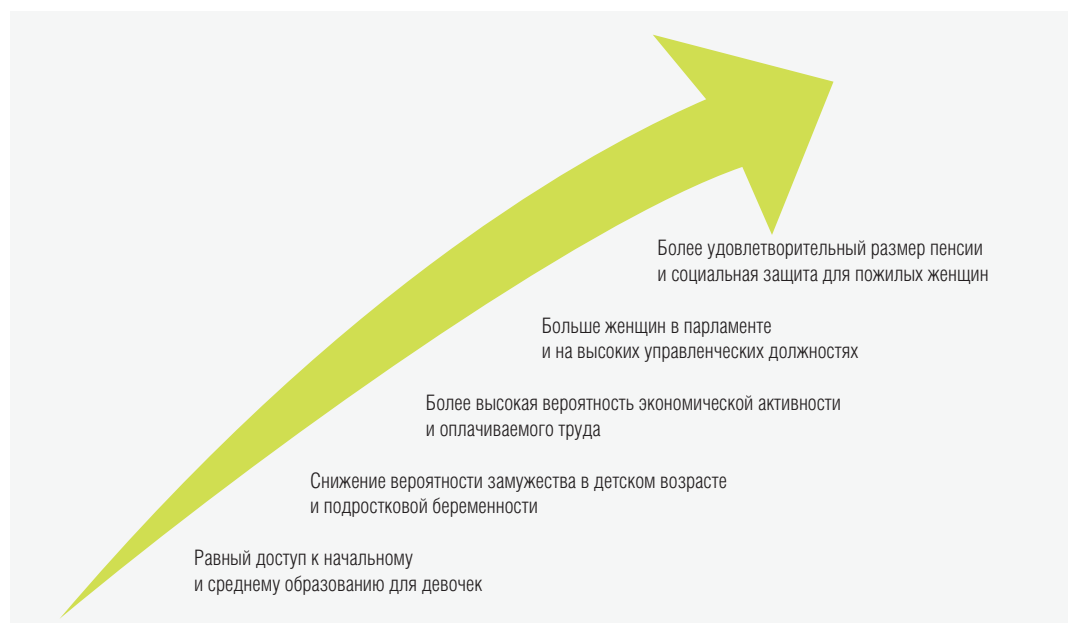 Более удовлетворительный размер пенсии
и социальная защита для пожилых женщин
Больше женщин в парламенте
и на высоких управленческих должностях
Более высокая вероятность экономической активности
и оплачиваемого труда
Снижение вероятности замужества в детском возрасте
и подростковой беременности
Равный доступ к начальному
и среднему образованию для девочек